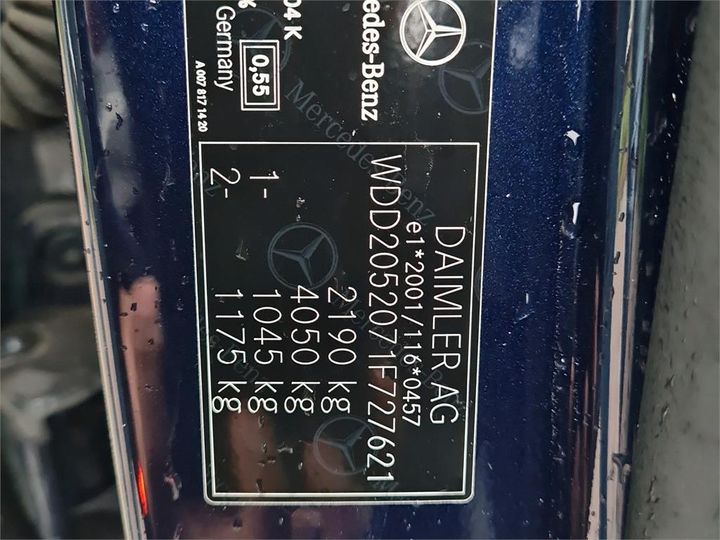 Mercedes-Benz
04 K
Germany
0,55
A 007 817 14 20
DAIMLER AG
e1*2001/116*0457
WDD2052071F727621
2190 kg
4050 kg
1- 1045 kg
2- 1175 kg